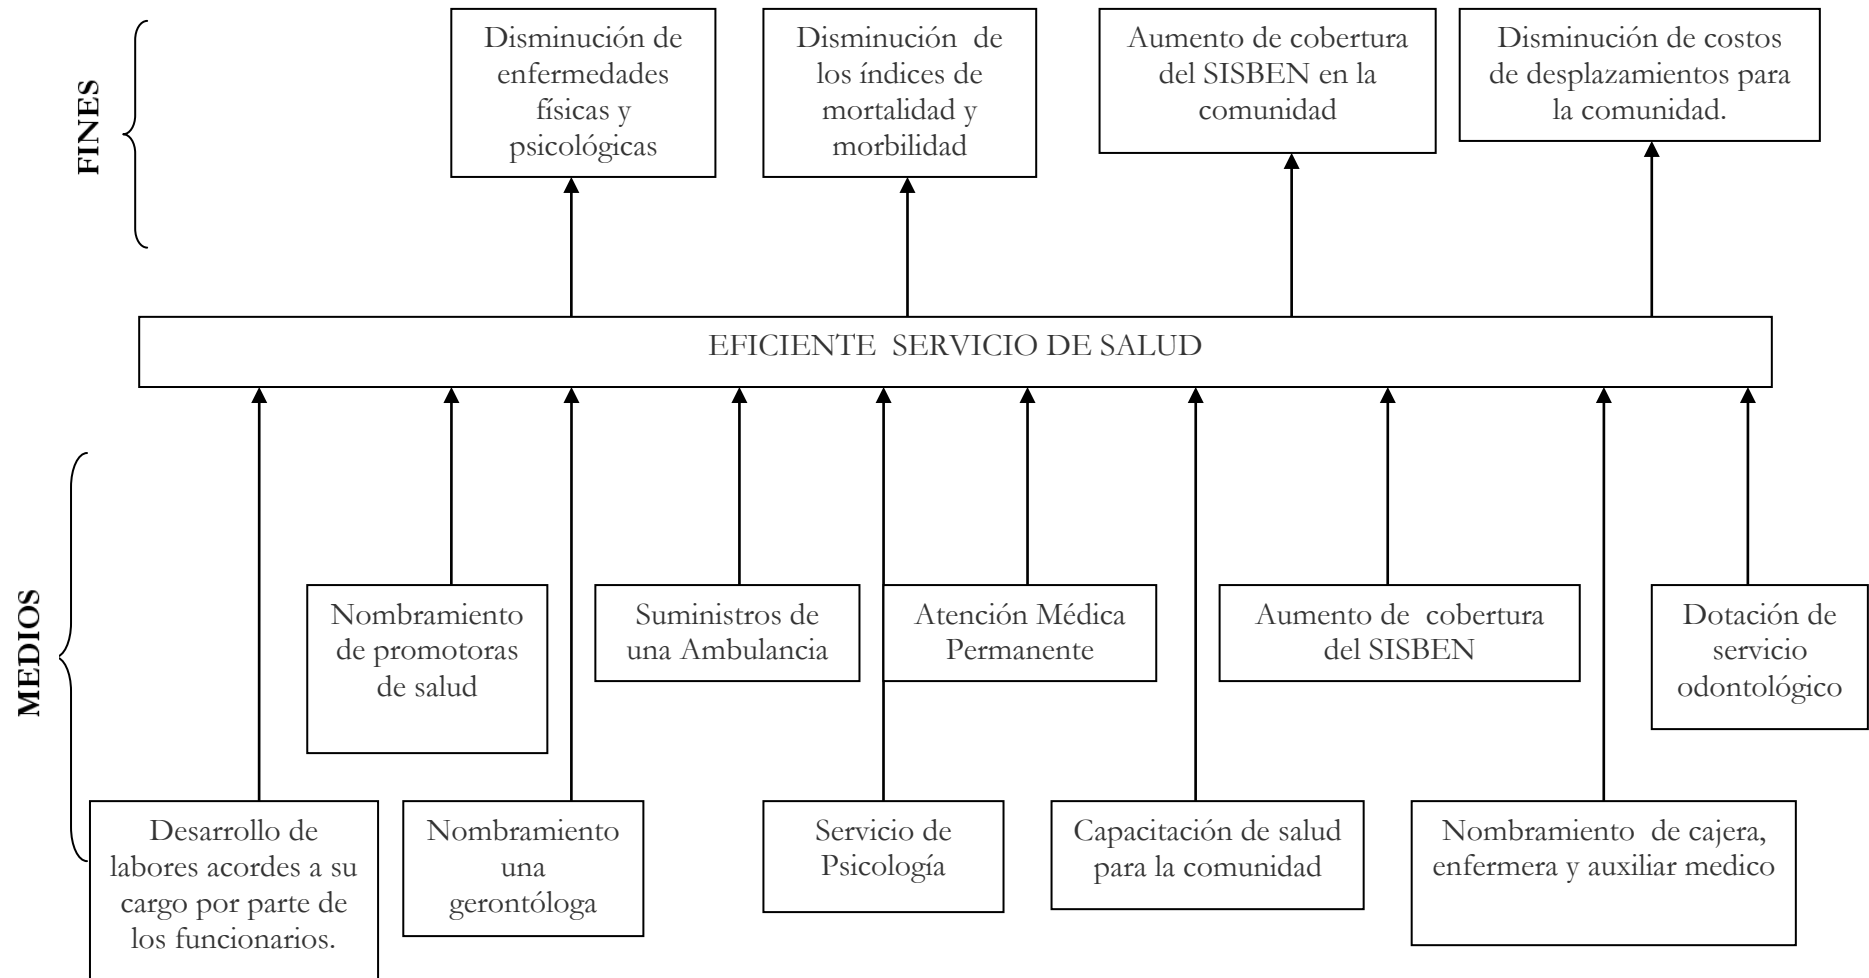 FINES
Disminución de
enfermedades
físicas y
psicológicas
Disminución de
los índices de
mortalidad y
morbilidad
Aumento de cobertura
del SISBEN en la
comunidad
Disminución de costos
de desplazamientos para
la comunidad.
EFICIENTE SERVICIO DE SALUD
MEDIOS
Nombramiento
de promotoras
de salud
Suministros de
una Ambulancia
Atención Médica
Permanente
Aumento de cobertura
del SISBEN
Dotación de
servicio
odontológico
Desarrollo de
labores acordes a su
cargo por parte de
los funcionarios.
Nombramiento
una
gerontóloga
Servicio de
Psicología
Capacitación de salud
para la comunidad
Nombramiento de cajera,
enfermera y auxiliar medico